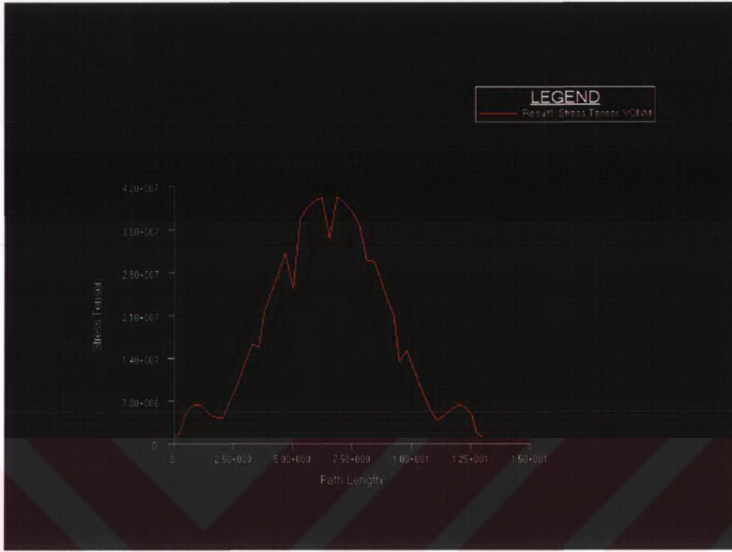 LEGEND
Result1: Stress Tensor, VONM
4.20+007
3.50+007
2.80+007
2.10+007
1.40+007
7.00+006
0.
Stress Tensor,
0. 2.50+000 5.00+000 7.50+000 1.00+001 1.25+001 1.50+001
Path Length